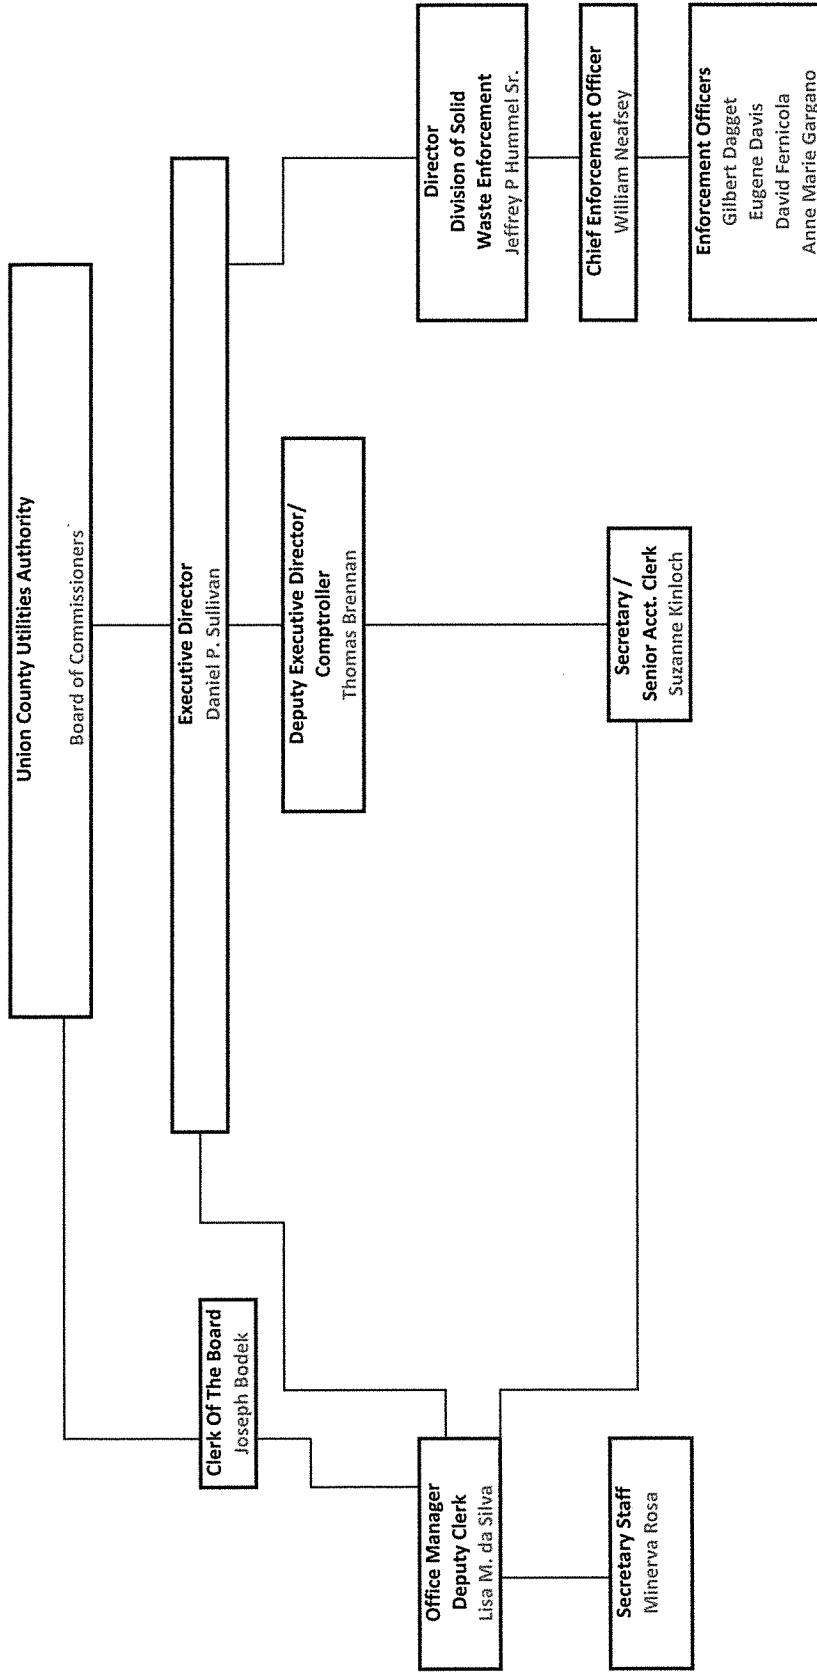 Union County Utilities Authority
Board of Commissioners
Executive Director
Daniel P. Sullivan
Clerk Of The Board
Joseph Bodek
Deputy Executive Director/
Comptroller
Thomas Brennan
Office Manager
Deputy Clerk
Lisa M. da Silva
Director
Division of Solid
Waste Enforcement
Jeffrey P Hummel Sr.
Chief Enforcement Officer
William Neafsey
Secretary Staff
Minerva Rosa
Secretary /
Senior Acct. Clerk
Suzanne Kinloch
Enforcement Officers
Gilbert Dagget
Eugene Davis
David Fernicola
Anne Marie Gargano